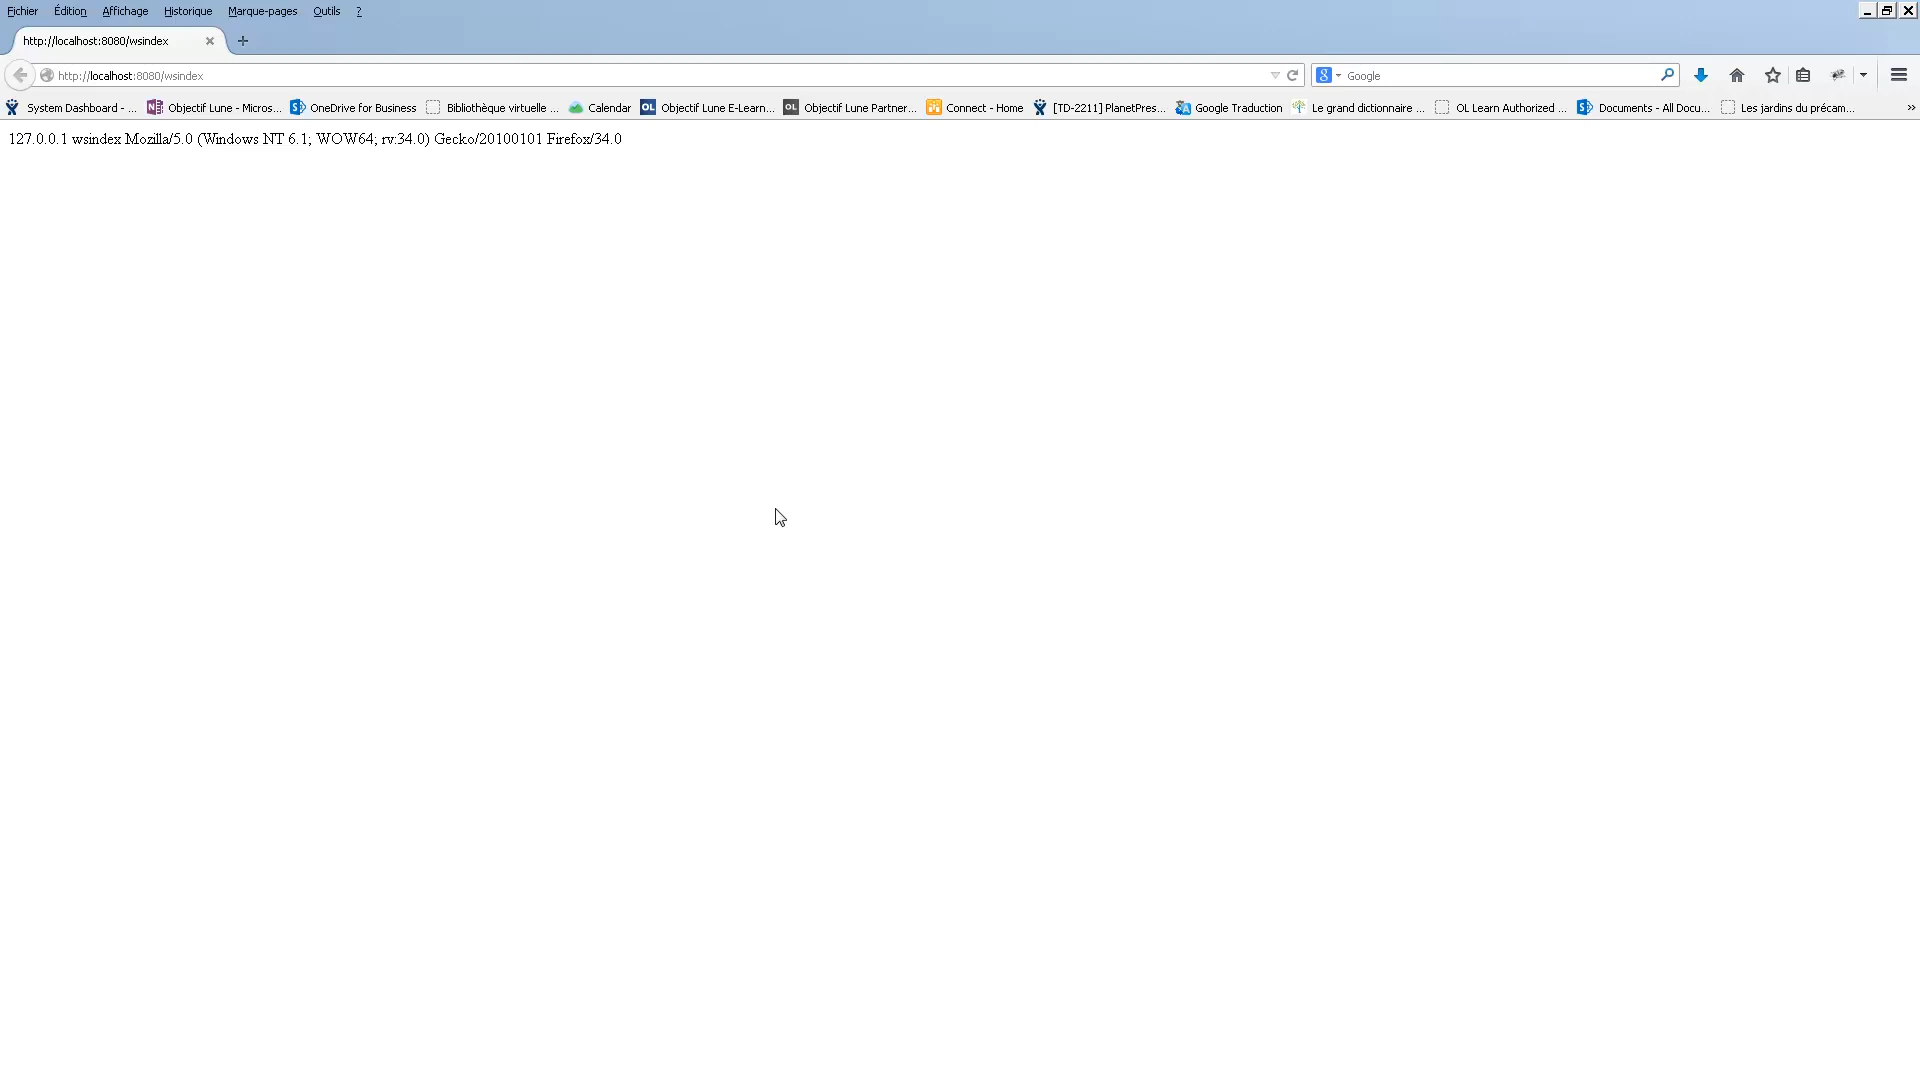 Fichier Édition Affichage Historique Marque-pages Outils ?
http://localhost:8080/wsindex
http://localhost:8080/wsindex Google
System Dashboard - ... Objectif Lune - Micros... OneDrive for Business Bibliothèque virtuelle ... Calendar Objectif Lune E-Learn... Objectif Lune Partner... Connect - Home [TD-2211] PlanetPres... Google Traduction Le grand dictionnaire ... OL Learn Authorized ... Documents - All Docu... Les jardins du précam... »
127.0.0.1 wsindex Mozilla/5.0 (Windows NT 6.1; WOW64; rv:34.0) Gecko/20100101 Firefox/34.0